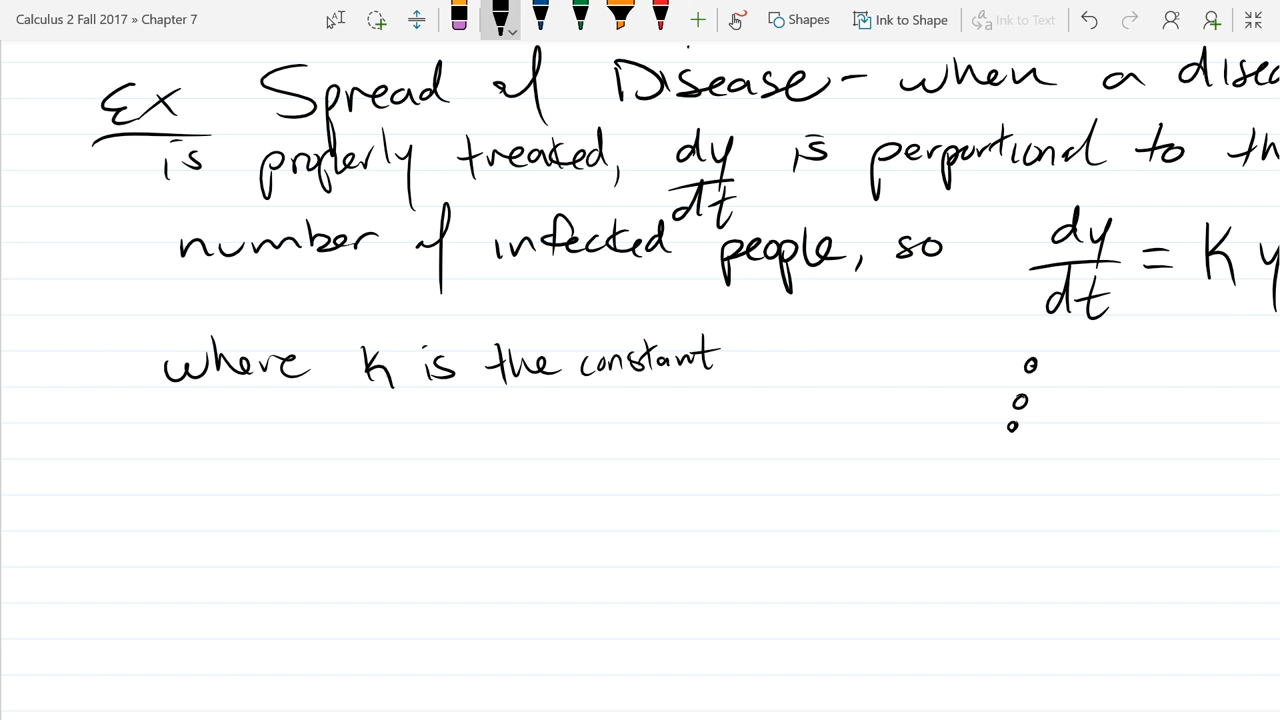 Calculus 2 Fall 2017 » Chapter 7
Shapes Ink to Shape Ink to Text
Ex Spread of Disease - when a disea
is properly treated, dy/dt is perportional to th
number of infected people, so dy/dt = K y
where K is the constant